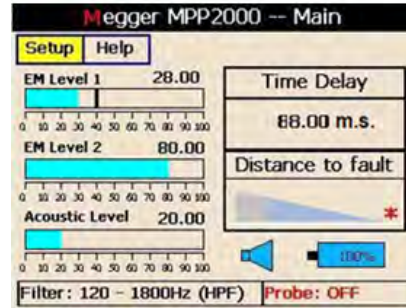 Megger MPP2000 -- Main
Setup Help
EM Level 1 28.00
0 10 20 30 40 50 60 70 80 90 100
EM Level 2 80.00
0 10 20 30 40 50 60 70 80 90 100
Acoustic Level 20.00
0 10 20 30 40 50 60 70 80 90 100
Time Delay
88.00 m.s.
Distance to fault
*
100%
Filter: 120 - 1800Hz (HPF) Probe: OFF